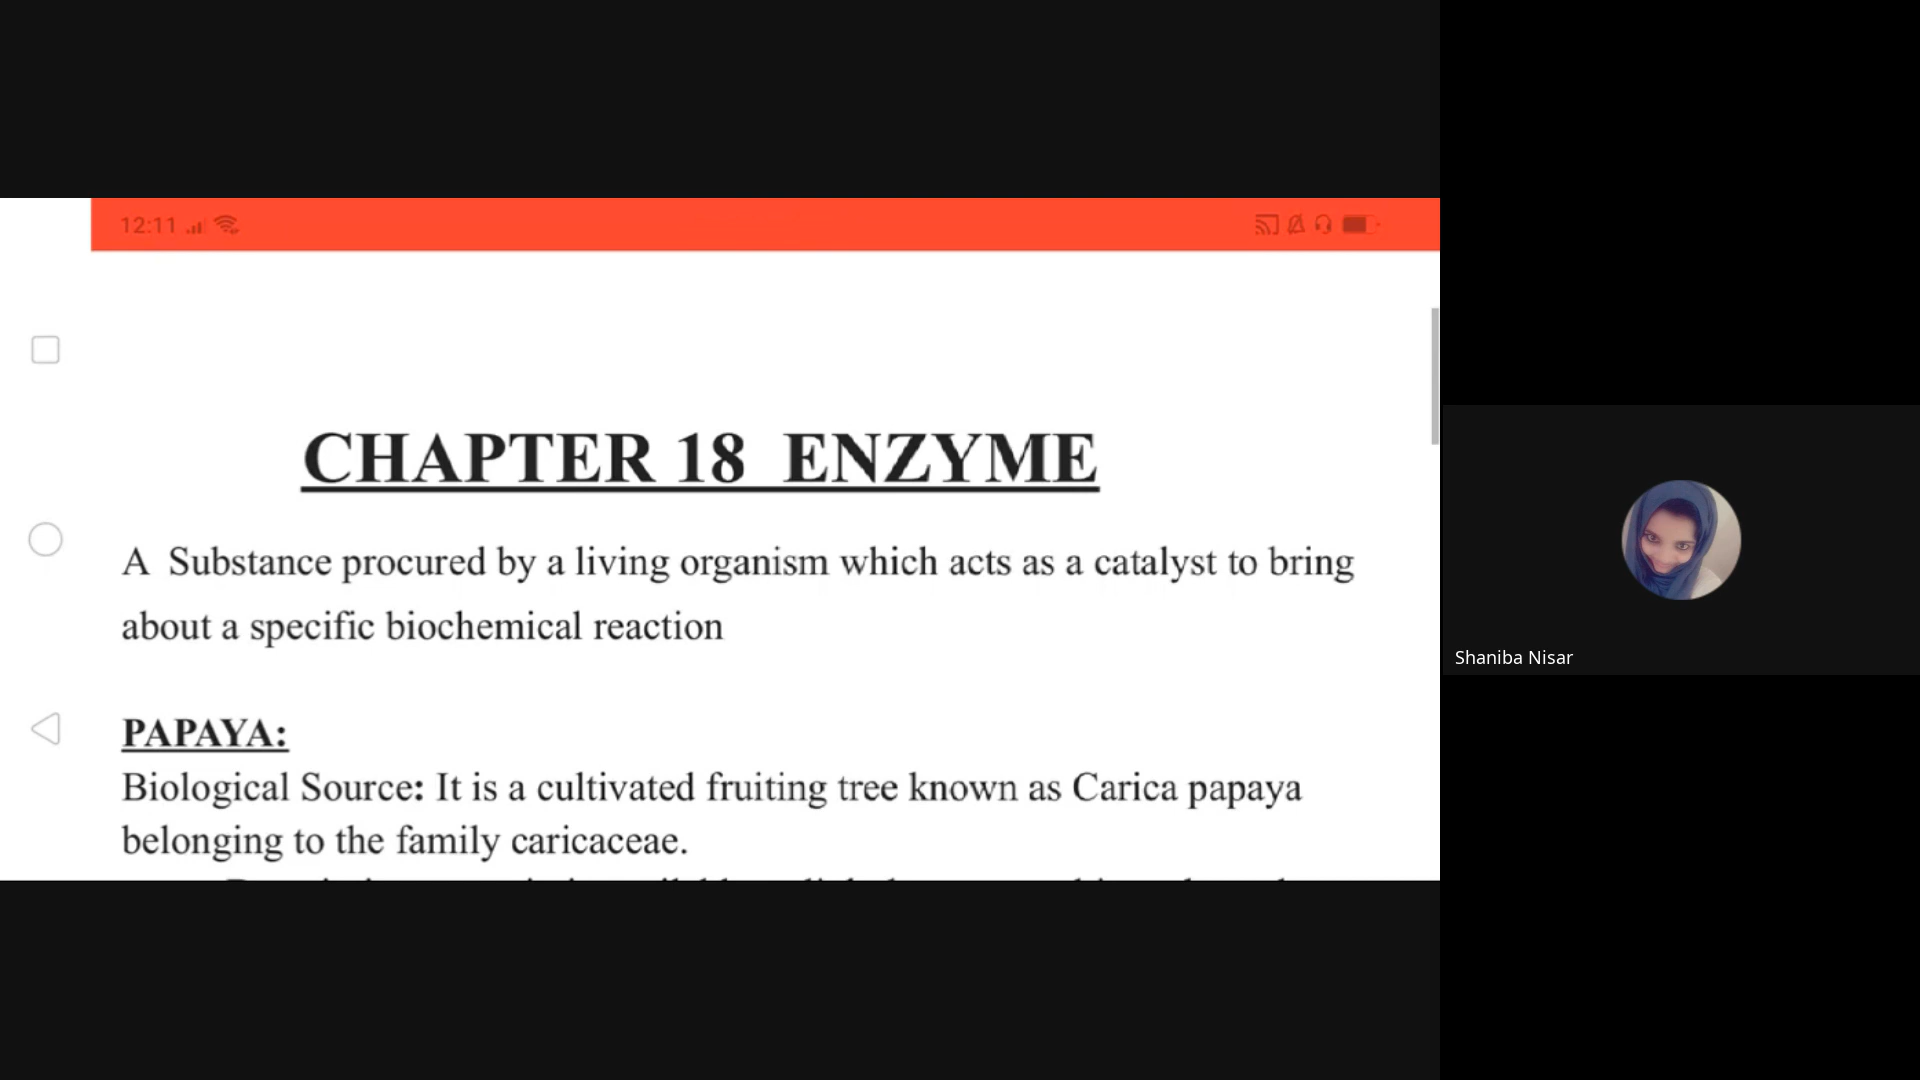 12:11
CHAPTER 18 ENZYME
A Substance procured by a living organism which acts as a catalyst to bring
about a specific biochemical reaction
PAPAYA:
Biological Source: It is a cultivated fruiting tree known as Carica papaya
belonging to the family caricaceae.
Shaniba Nisar